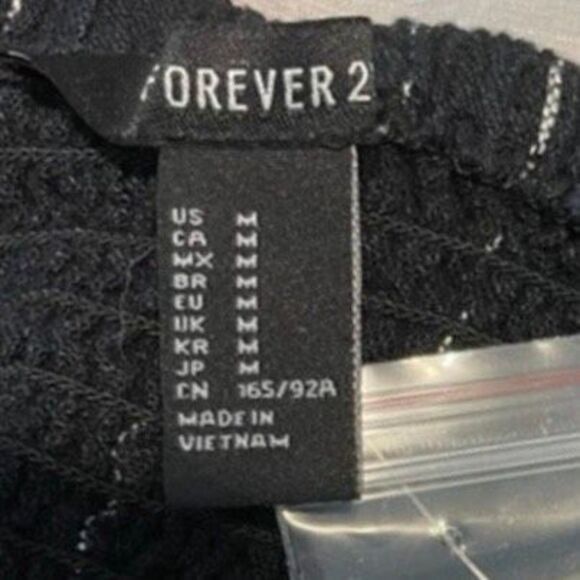 FOREVER 2
US M
CA M
MX M
BR M
EU M
UK M
KR M
JP M
CN 165/92A
MADE IN
VIETNAM